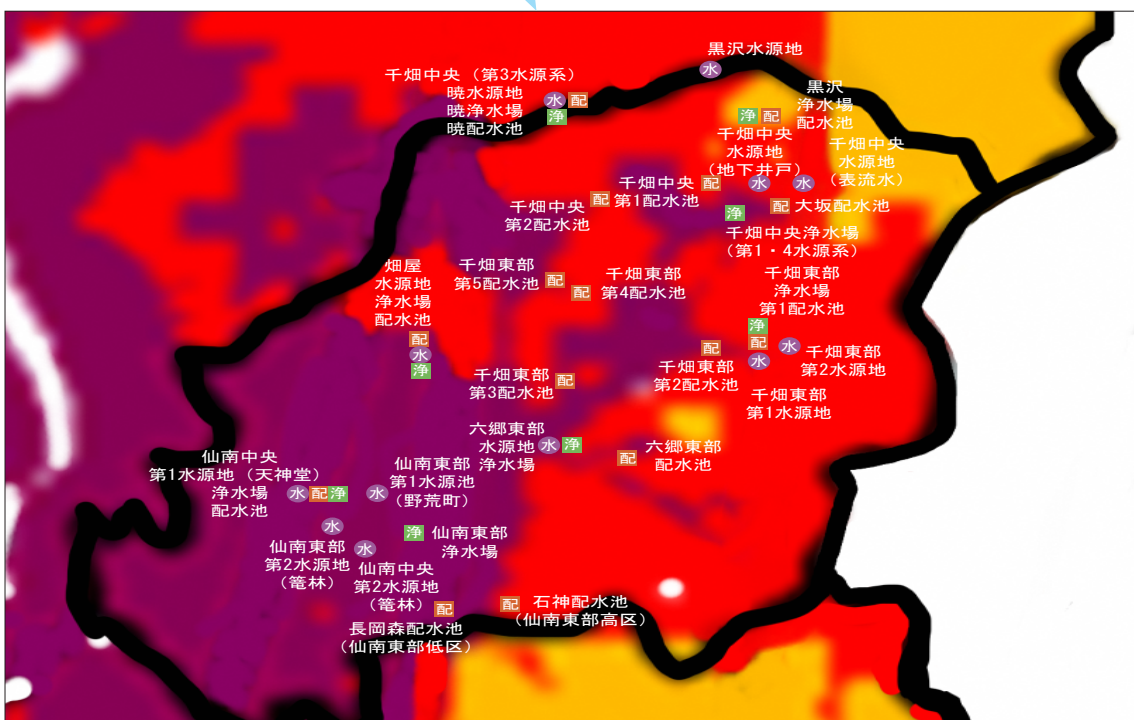 黒沢水源地
水
千畑中央（第3水源系）
暁水源地
暁浄水場
暁配水池
水 配
浄
黒沢
浄水場
配水池
浄 配
千畑中央
水源地
（地下井戸）
水
千畑中央
水源地
（表流水）
水
千畑中央
第1配水池
配
千畑中央
第2配水池
配
配 大坂配水池
浄
千畑中央浄水場
（第1・4水源系）
畑屋
水源地
浄水場
配水池
配
水
浄
千畑東部
第5配水池
配
配
千畑東部
第4配水池
千畑東部
浄水場
第1配水池
浄
配
水
水
千畑東部
第2水源地
配
千畑東部
第2配水池
千畑東部
第1水源地
千畑東部
第3配水池
配
六郷東部
水源地
浄水場
水 浄
配
六郷東部
配水池
仙南中央
第1水源地（天神堂）
浄水場
配水池
水 配 浄
仙南東部
第1水源池
（野荒町）
水
水
仙南東部
第2水源地
（篭林）
浄
仙南東部
浄水場
水
仙南中央
第2水源地
（篭林）
配
長岡森配水池
（仙南東部低区）
配
石神配水池
（仙南東部高区）